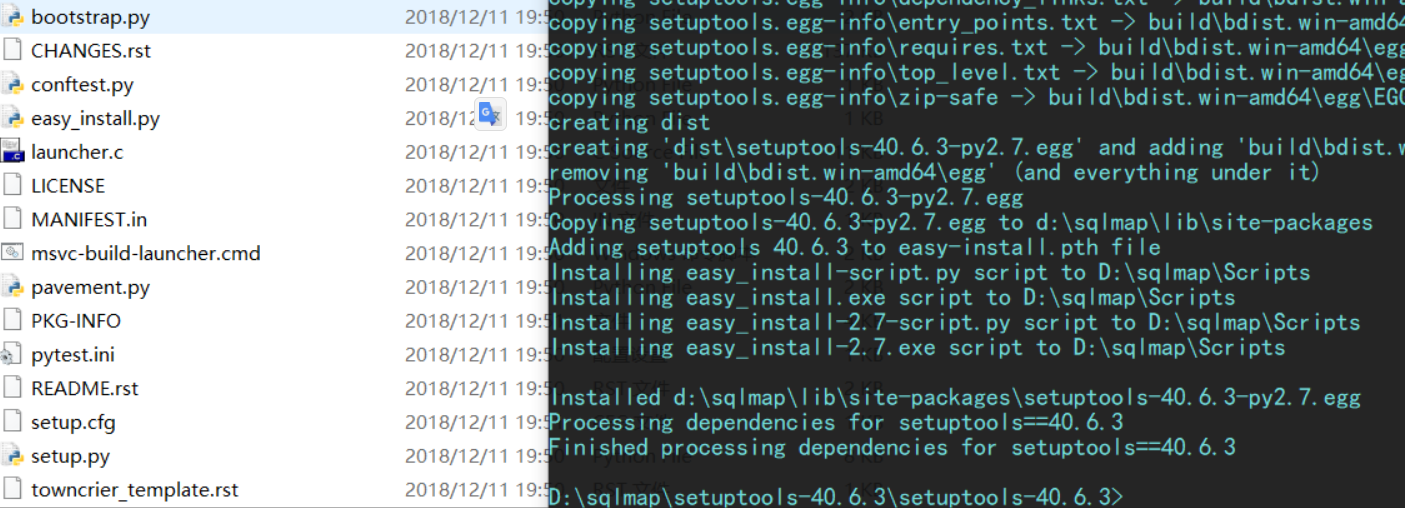 bootstrap.py 2018/12/11 19:5
CHANGES.rst 2018/12/11 19:5
conftest.py 2018/12/11 19:5
easy_install.py 2018/12/11 19:5
launcher.c 2018/12/11 19:5
LICENSE 2018/12/11 19:5
MANIFEST.in 2018/12/11 19:5
msvc-build-launcher.cmd 2018/12/11 19:5
pavement.py 2018/12/11 19:5
PKG-INFO 2018/12/11 19:5
pytest.ini 2018/12/11 19:5
README.rst 2018/12/11 19:5
setup.cfg 2018/12/11 19:5
setup.py 2018/12/11 19:50
towncrier_template.rst 2018/12/11 19:50
copying setuptools.egg-info\dependency_links.txt -> build\bdist.win-amd
copying setuptools.egg-info\entry_points.txt -> build\bdist.win-amd64
copying setuptools.egg-info\requires.txt -> build\bdist.win-amd64\egg
copying setuptools.egg-info\top_level.txt -> build\bdist.win-amd64\eg
copying setuptools.egg-info\zip-safe -> build\bdist.win-amd64\egg\EGG
creating dist
creating 'dist\setuptools-40.6.3-py2.7.egg' and adding 'build\bdist.w
removing 'build\bdist.win-amd64\egg' (and everything under it)
Processing setuptools-40.6.3-py2.7.egg
Copying setuptools-40.6.3-py2.7.egg to d:\sqlmap\lib\site-packages
Adding setuptools 40.6.3 to easy-install.pth file
Installing easy_install-script.py script to D:\sqlmap\Scripts
Installing easy_install.exe script to D:\sqlmap\Scripts
Installing easy_install-2.7-script.py script to D:\sqlmap\Scripts
Installing easy_install-2.7.exe script to D:\sqlmap\Scripts
Installed d:\sqlmap\lib\site-packages\setuptools-40.6.3-py2.7.egg
Processing dependencies for setuptools==40.6.3
Finished processing dependencies for setuptools==40.6.3
D:\sqlmap\setuptools-40.6.3\setuptools-40.6.3>